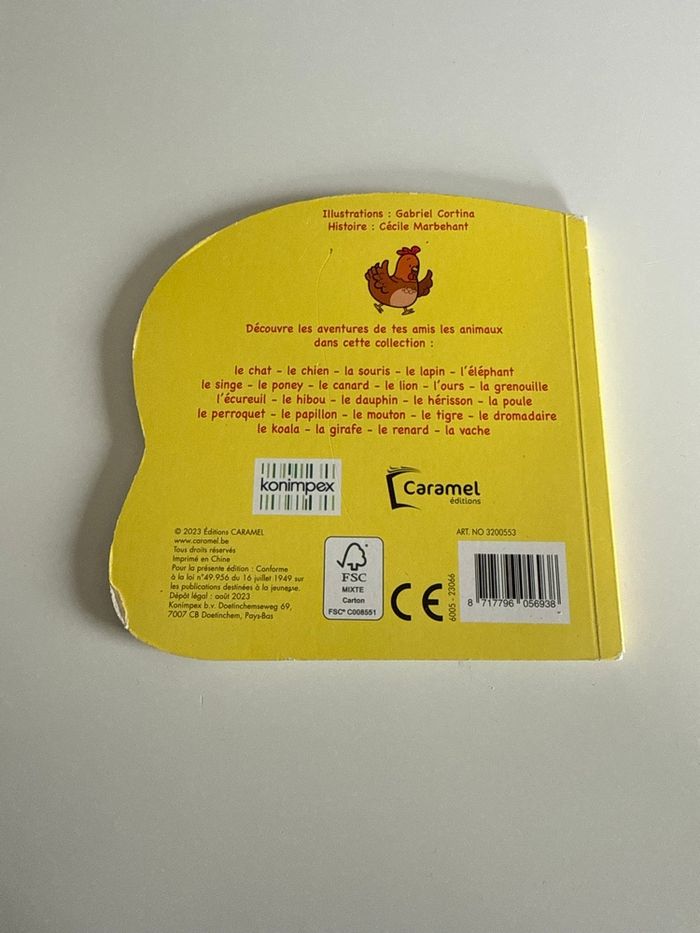 Illustrations : Gabriel Cortina
Histoire : Cécile Marbehant
Découvre les aventures de tes amis les animaux
dans cette collection :
le chat - le chien - la souris - le lapin - l'éléphant
le singe - le poney - le canard - le lion - l'ours - la grenouille
l'écureuil - le hibou - le dauphin - le hérisson - la poule
le perroquet - le papillon - le mouton - le tigre - le dromadaire
le koala - la girafe - le renard - la vache
konimpex
Caramel
éditions
© 2023 Éditions CARAMEL
www.caramel.be
Tous droits réservés
Imprimé en Chine
Pour la présente édition : Conforme
à la loi n°49.956 du 16 juillet 1949 sur
les publications destinées à la jeunesse.
Dépôt légal : août 2023
Konimpex b.v. Doetinchemseweg 69,
7007 CB Doetinchem, Pays-Bas
FSC
MIXTE
Carton
FSC® C008551
CE
6005 - 23066
ART. NO 3200553
8 717796 056938